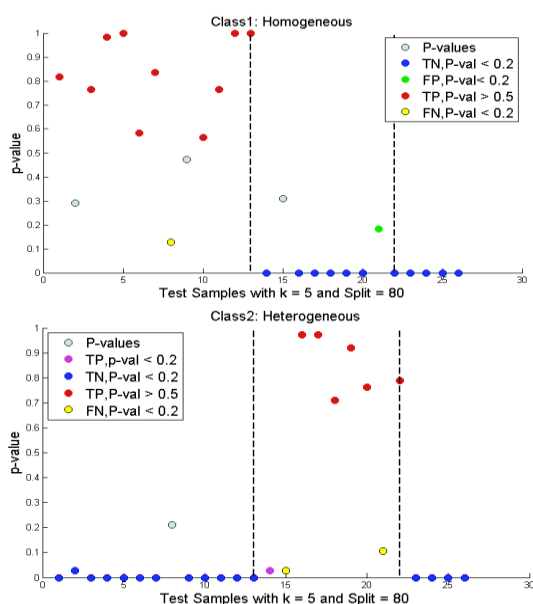 Class1: Homogeneous
1
0.9
0.8
0.7
0.6
0.5
0.4
0.3
0.2
0.1
0
p-value
P-values
TN,P-val < 0.2
FP,P-val< 0.2
TP,P-val > 0.5
FN,P-val < 0.2
0 5 10 15 20 25 30
Test Samples with k = 5 and Split = 80
Class2: Heterogeneous
1
0.9
0.8
0.7
0.6
0.5
0.4
0.3
0.2
0.1
0
p-value
P-values
TP,p-val < 0.2
TN,P-val < 0.2
TP,P-val > 0.5
FN,P-val < 0.2
0 5 10 15 20 25 30
Test Samples with k = 5 and Split = 80